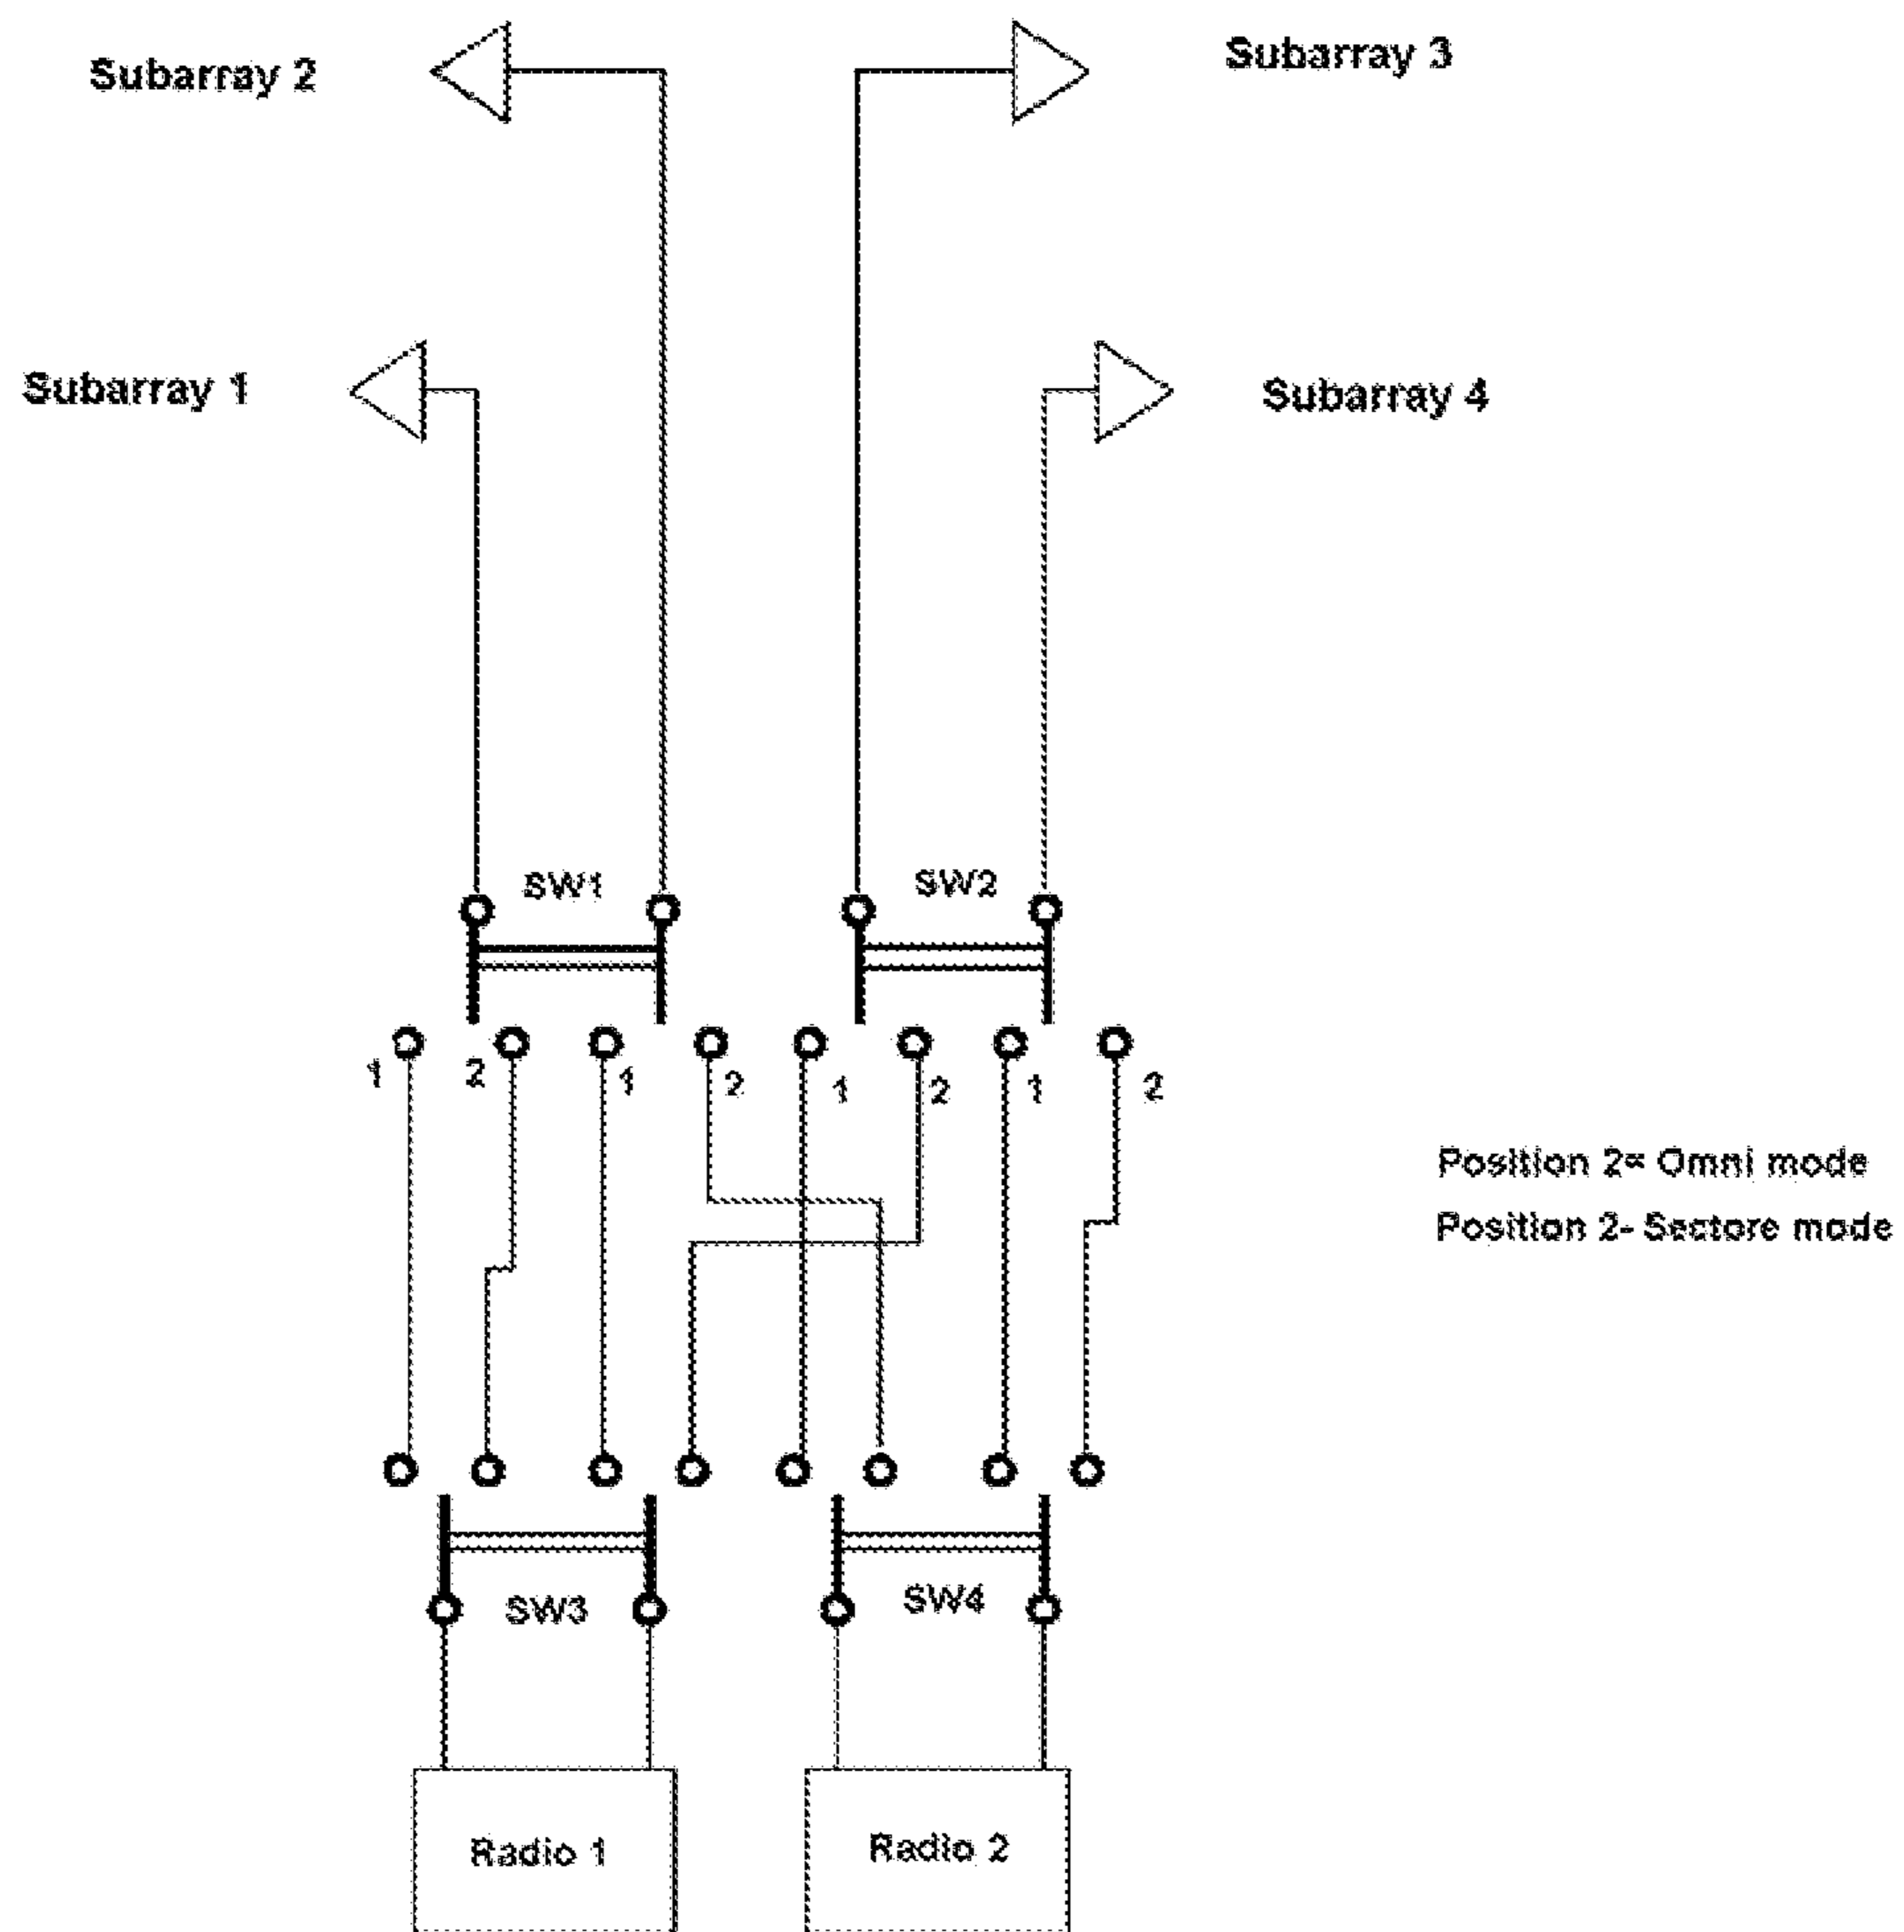 Subarray 2
Subarray 3
Subarray 1
Subarray 4
SW1
SW2
1
2
1
2
1
2
1
2
Position 2= Omni mode
Position 2- Sectore mode
SW3
SW4
Radio 1
Radio 2